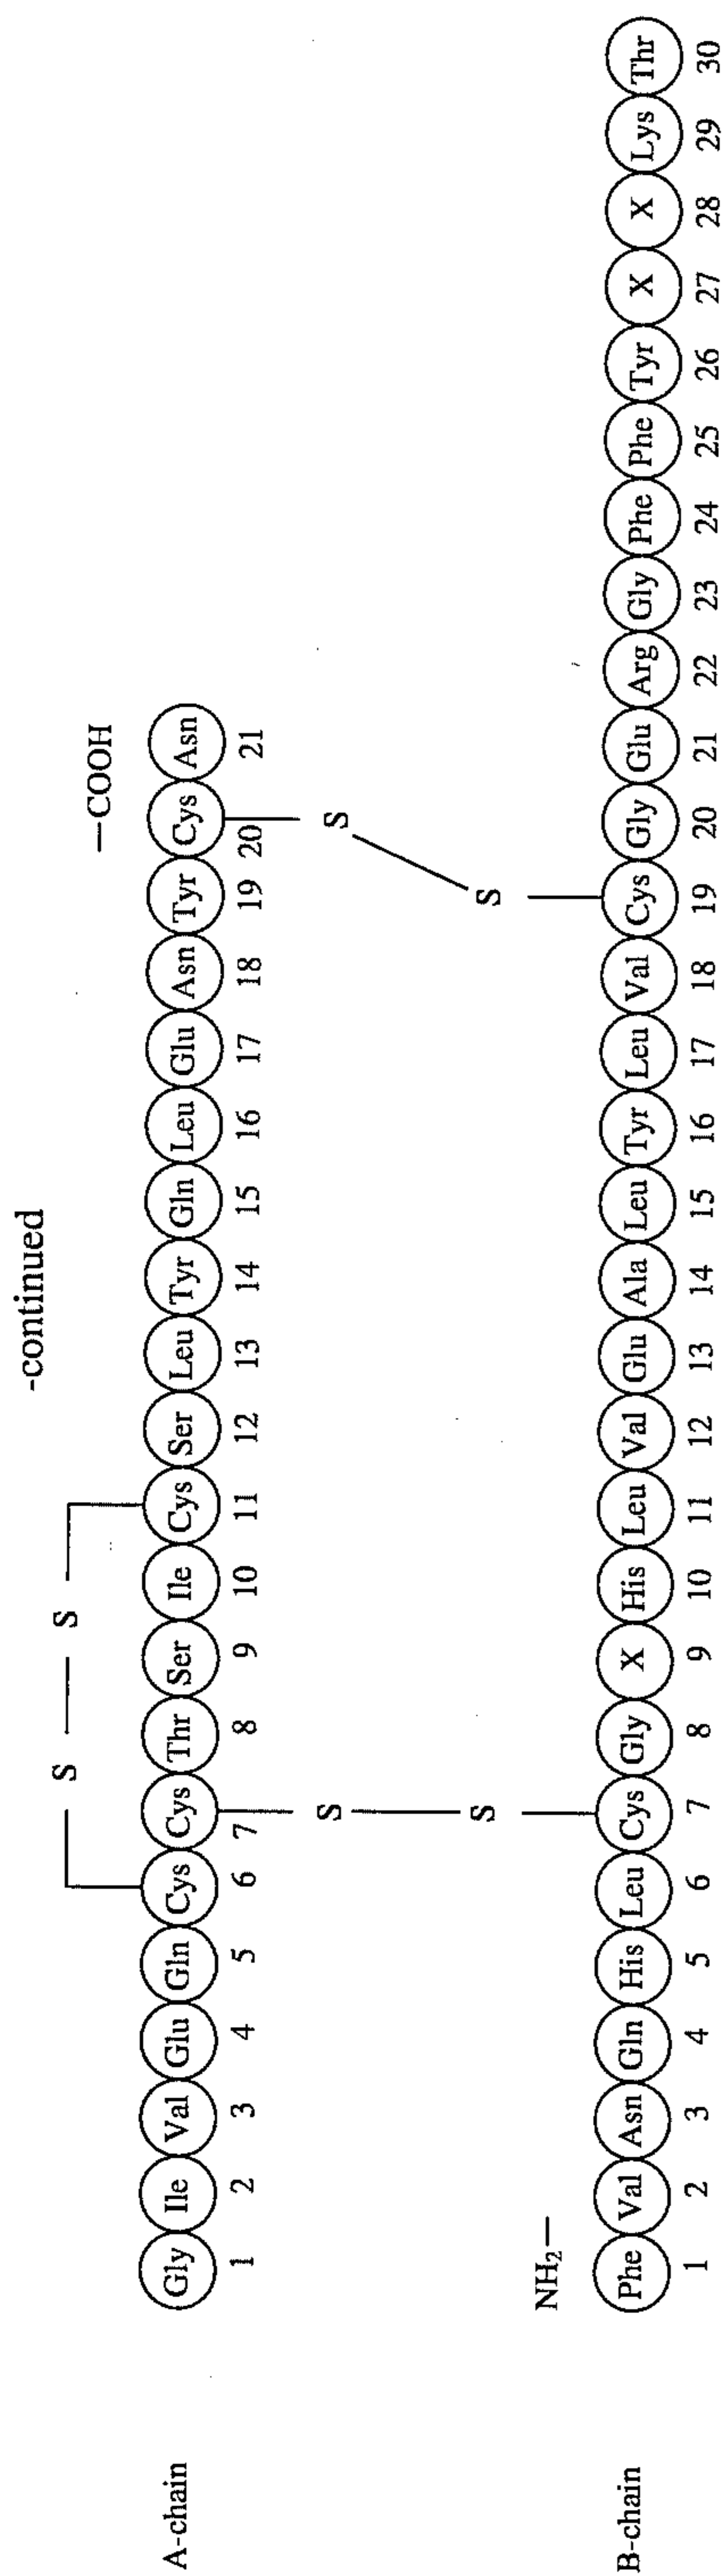 -continued
—COOH
S — S
A-chain Gly Ile Val Glu Gln Cys Cys Thr Ser Ile Cys Ser Leu Tyr Gln Leu Glu Asn Tyr Cys Asn
1 2 3 4 5 6 7 8 9 10 11 12 13 14 15 16 17 18 19 20 21
S S
S S
NH₂—
B-chain Phe Val Asn Gln His Leu Cys Gly X His Leu Val Glu Ala Leu Tyr Leu Val Cys Gly Glu Arg Gly Phe Phe Tyr X X Lys Thr
1 2 3 4 5 6 7 8 9 10 11 12 13 14 15 16 17 18 19 20 21 22 23 24 25 26 27 28 29 30